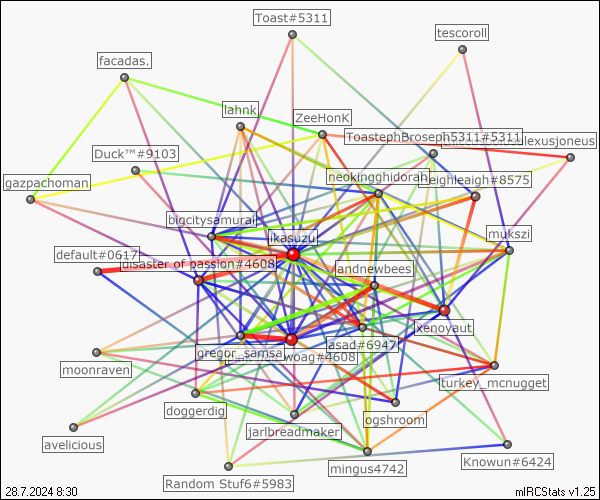 Toast#5311
tescoroll
facadas.
lahnk
ZeeHonK
ToastephBroseph5311#5311
lexusjoneus
Duck™#9103
neokingghidorah
leighleaigh#8575
gazpachoman
bigcitysamurai
ikasuzu
mukszi
default#0617
disaster of passion#4608
landnewbees
xenoyaut
asad#6947
gregor_samsa
woag#4608
moonraven
turkey_mcnugget
doggerdig
ogshroom
jarlbreadmaker
avelicious
mingus4742
Knowun#6424
Random Stuf6#5983
28.7.2024 8:30
mIRCStats v1.25